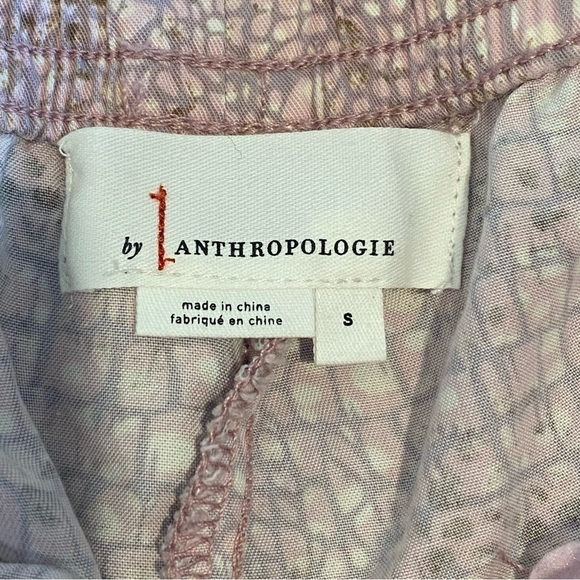 by ANTHROPOLOGIE
made in china
fabriqué en chine
S